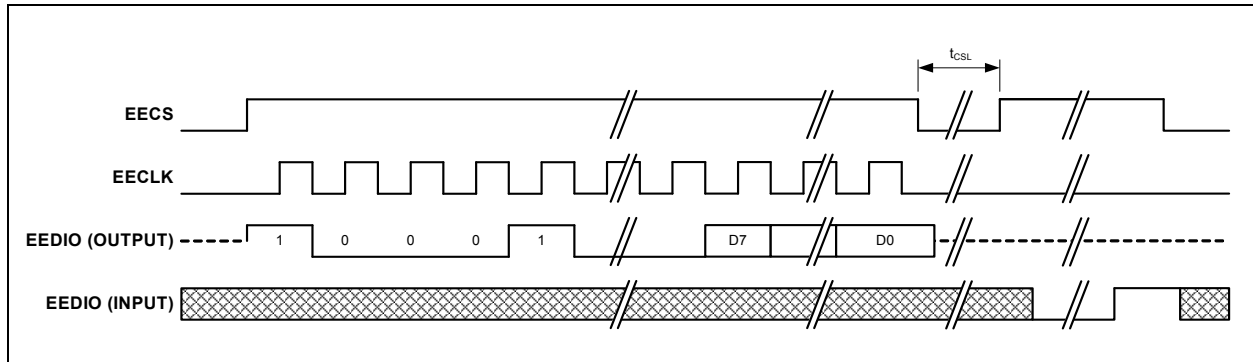 tCSL
EECS
EECLK
EEDIO (OUTPUT)
1 0 0 0 1 D7 D0
EEDIO (INPUT)